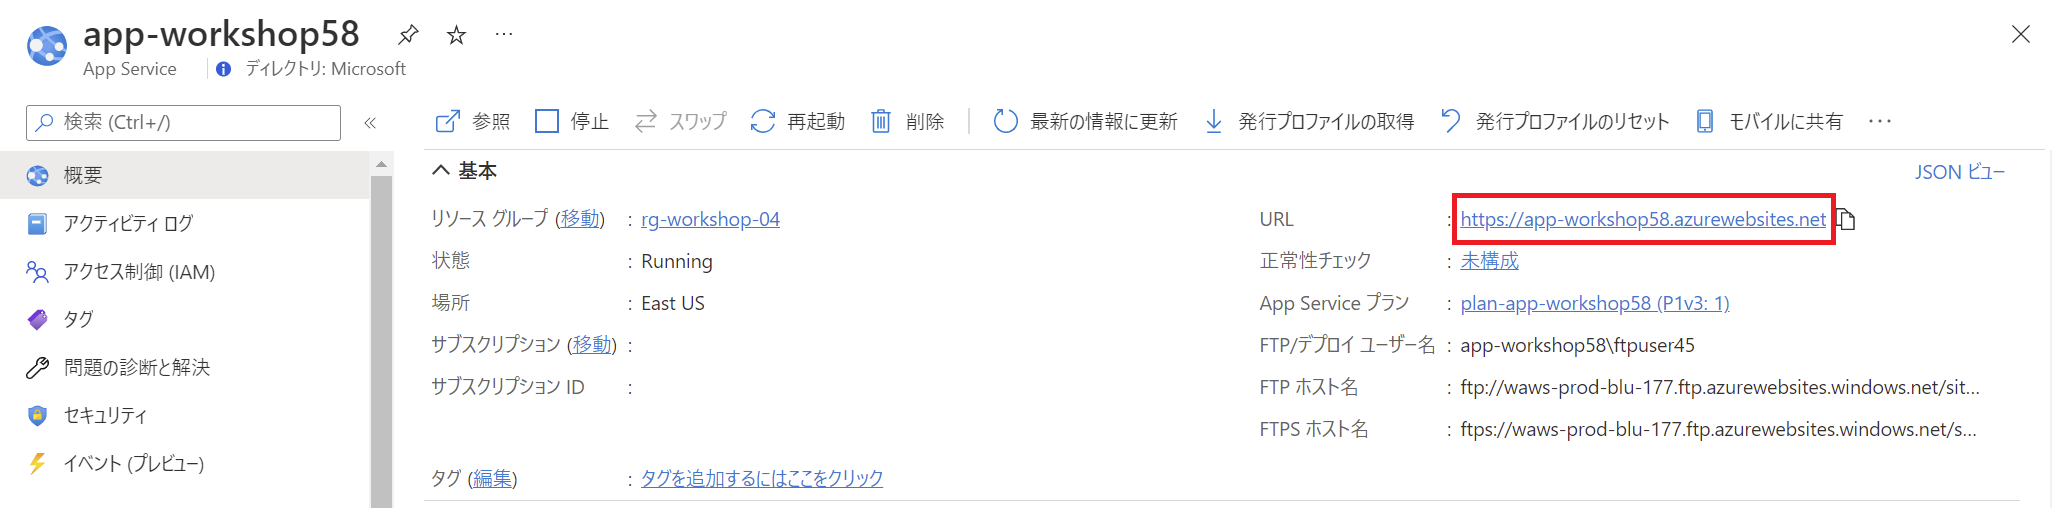 app-workshop58
App Service
ディレクトリ: Microsoft
検索 (Ctrl+/)
参照 停止 スワップ 再起動 削除 最新の情報に更新 発行プロファイルの取得 発行プロファイルのリセット モバイルに共有
概要
アクティビティ ログ
アクセス制御 (IAM)
タグ
問題の診断と解決
セキュリティ
イベント (プレビュー)
基本
JSON ビュー
リソース グループ (移動) : rg-workshop-04
状態 : Running
場所 : East US
サブスクリプション (移動) :
サブスクリプション ID :
URL : https://app-workshop58.azurewebsites.net
正常性チェック : 未構成
App Service プラン : plan-app-workshop58 (P1v3: 1)
FTP/デプロイ ユーザー名 : app-workshop58\ftpuser45
FTP ホスト名 : ftp://waws-prod-blu-177.ftp.azurewebsites.windows.net/sit...
FTPS ホスト名 : ftps://waws-prod-blu-177.ftp.azurewebsites.windows.net/s...
タグ (編集) : タグを追加するにはここをクリック